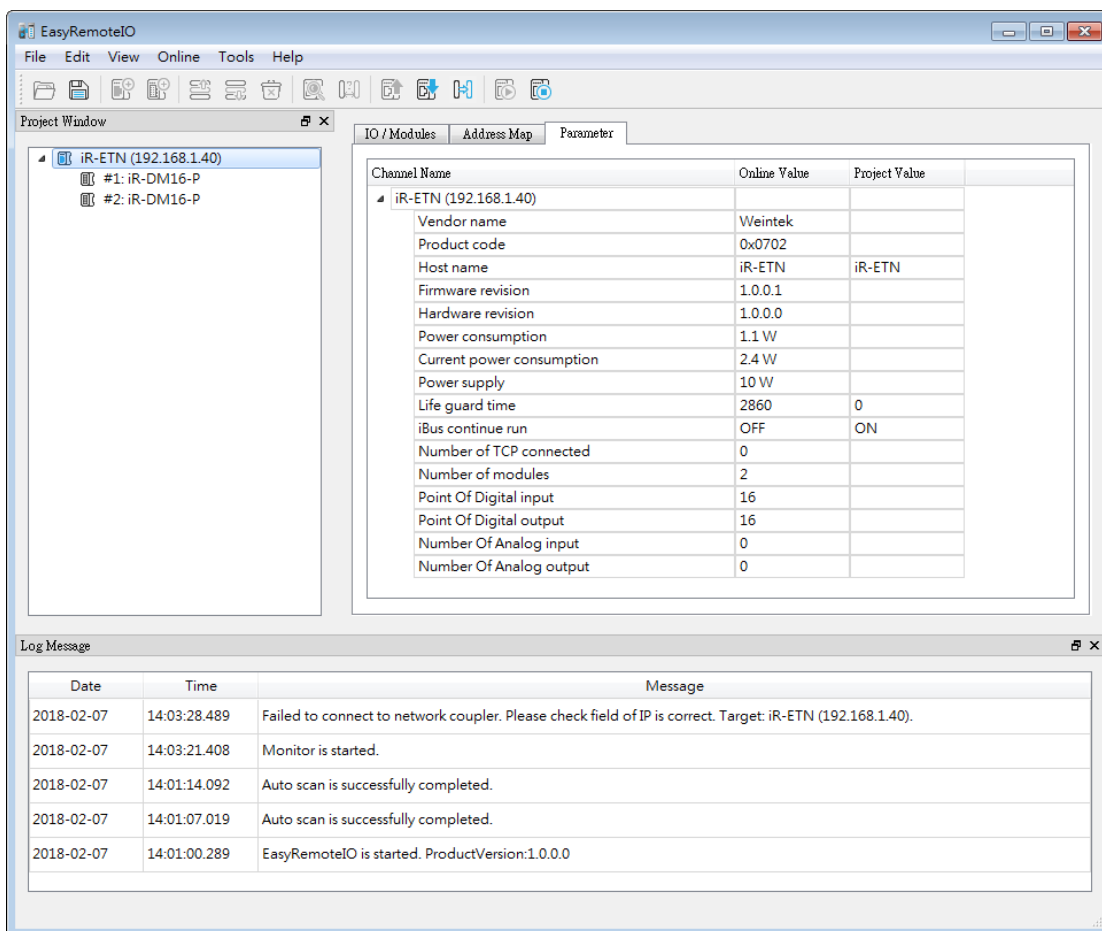 EasyRemoteIO
File Edit View Online Tools Help
Project Window
iR-ETN (192.168.1.40)
#1: iR-DM16-P
#2: iR-DM16-P
IO / Modules Address Map Parameter
Channel Name Online Value Project Value
iR-ETN (192.168.1.40)
Vendor name Weintek
Product code 0x0702
Host name iR-ETN iR-ETN
Firmware revision 1.0.0.1
Hardware revision 1.0.0.0
Power consumption 1.1 W
Current power consumption 2.4 W
Power supply 10 W
Life guard time 2860 0
iBus continue run OFF ON
Number of TCP connected 0
Number of modules 2
Point Of Digital input 16
Point Of Digital output 16
Number Of Analog input 0
Number Of Analog output 0
Log Message
Date Time Message
2018-02-07 14:03:28.489 Failed to connect to network coupler. Please check field of IP is correct. Target: iR-ETN (192.168.1.40).
2018-02-07 14:03:21.408 Monitor is started.
2018-02-07 14:01:14.092 Auto scan is successfully completed.
2018-02-07 14:01:07.019 Auto scan is successfully completed.
2018-02-07 14:01:00.289 EasyRemoteIO is started. ProductVersion:1.0.0.0